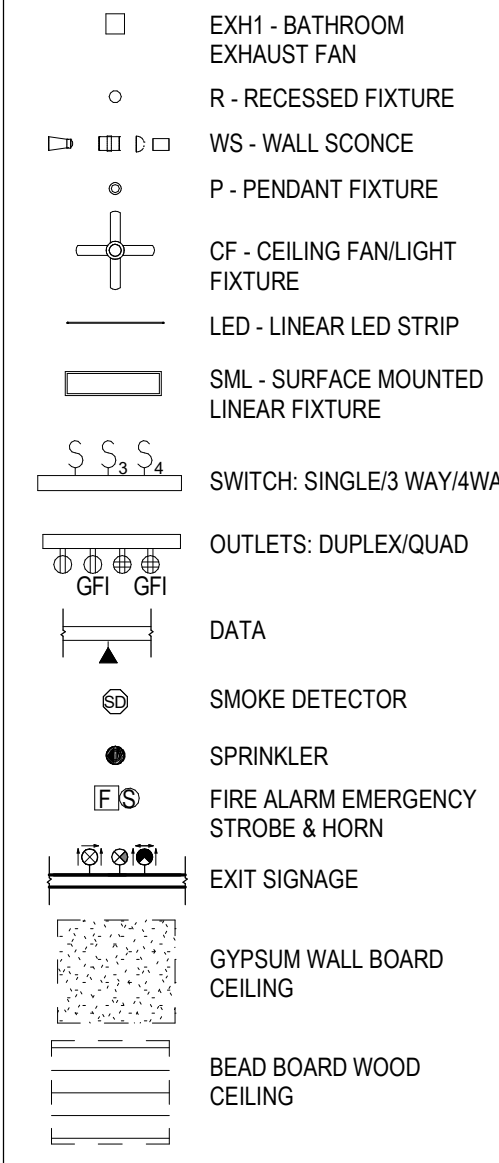 EXH1 - BATHROOM
EXHAUST FAN
R - RECESSED FIXTURE
WS - WALL SCONCE
P - PENDANT FIXTURE
CF - CEILING FAN/LIGHT
FIXTURE
LED - LINEAR LED STRIP
SML - SURFACE MOUNTED
LINEAR FIXTURE
S S3 S4
SWITCH: SINGLE/3 WAY/4WA
OUTLETS: DUPLEX/QUAD
GFI GFI
DATA
SD
SMOKE DETECTOR
SPRINKLER
F S
FIRE ALARM EMERGENCY
STROBE & HORN
EXIT SIGNAGE
GYPSUM WALL BOARD
CEILING
BEAD BOARD WOOD
CEILING